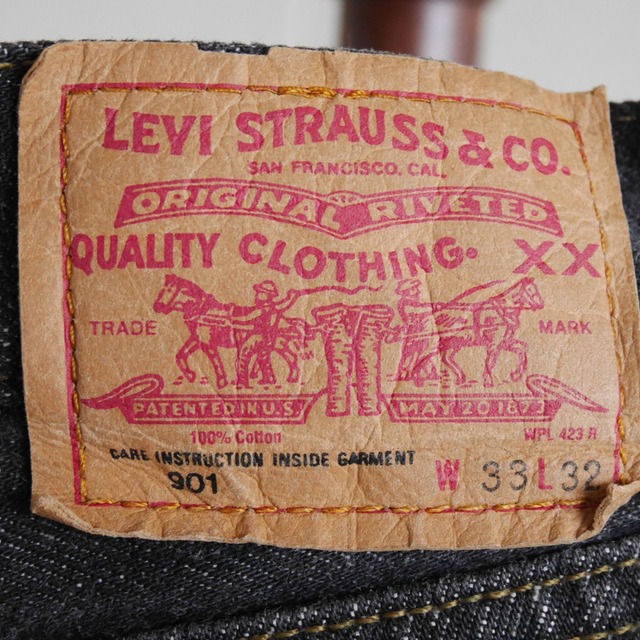 LEVI STRAUSS & CO.
SAN FRANCISCO, CAL.
ORIGINAL RIVETED
QUALITY CLOTHING. XX
TRADE MARK
PATENTED IN U.S. MAY 20 1873
100% Cotton WPL 423 R
CARE INSTRUCTION INSIDE GARMENT
901 W 33 L 32